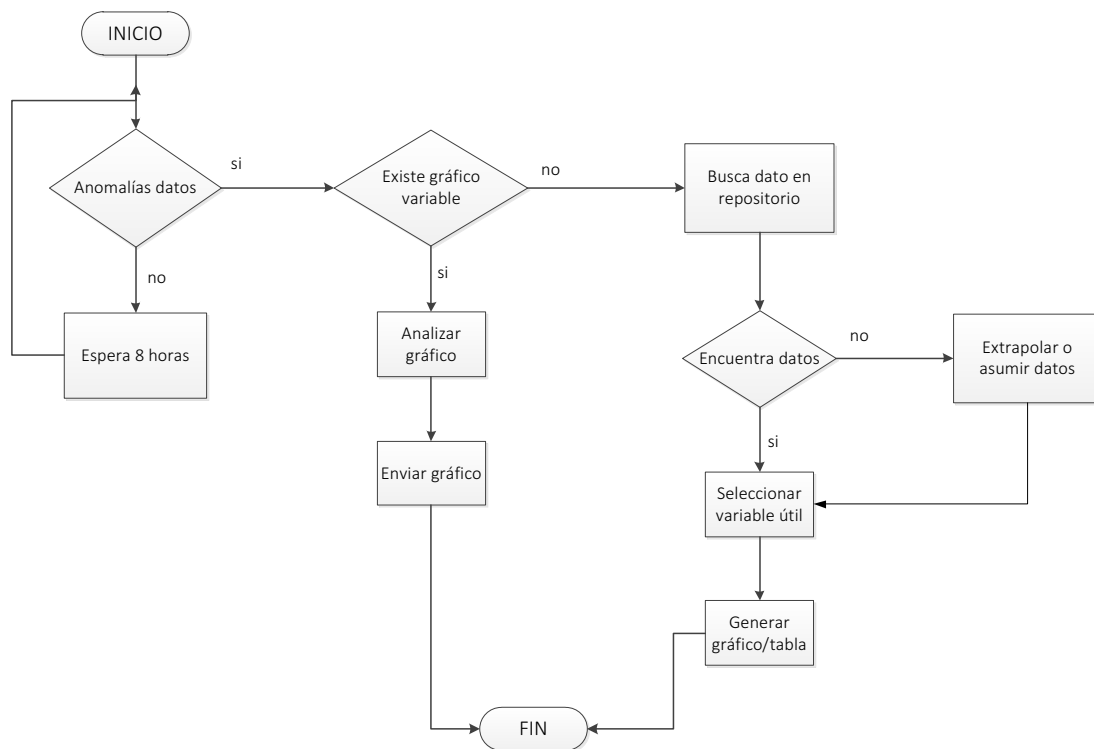 INICIO
Anomalías datos
si
Existe gráfico
variable
no
Busca dato en
repositorio
no
si
Espera 8 horas
Analizar
gráfico
Encuentra datos
no
Extrapolar o
asumir datos
si
Enviar gráfico
Seleccionar
variable útil
Generar
gráfico/tabla
FIN